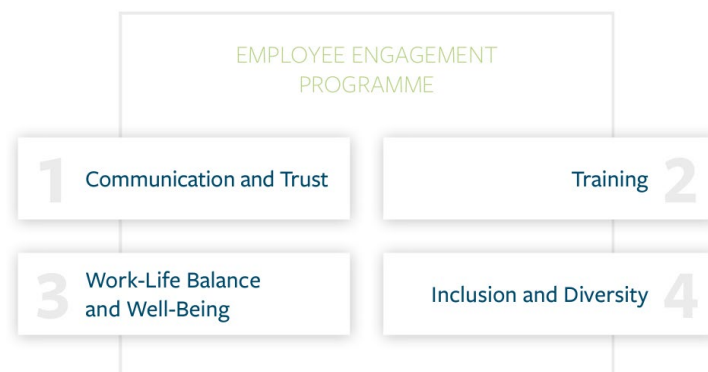 EMPLOYEE ENGAGEMENT
PROGRAMME
1 Communication and Trust
Training 2
3 Work-Life Balance
and Well-Being
Inclusion and Diversity 4